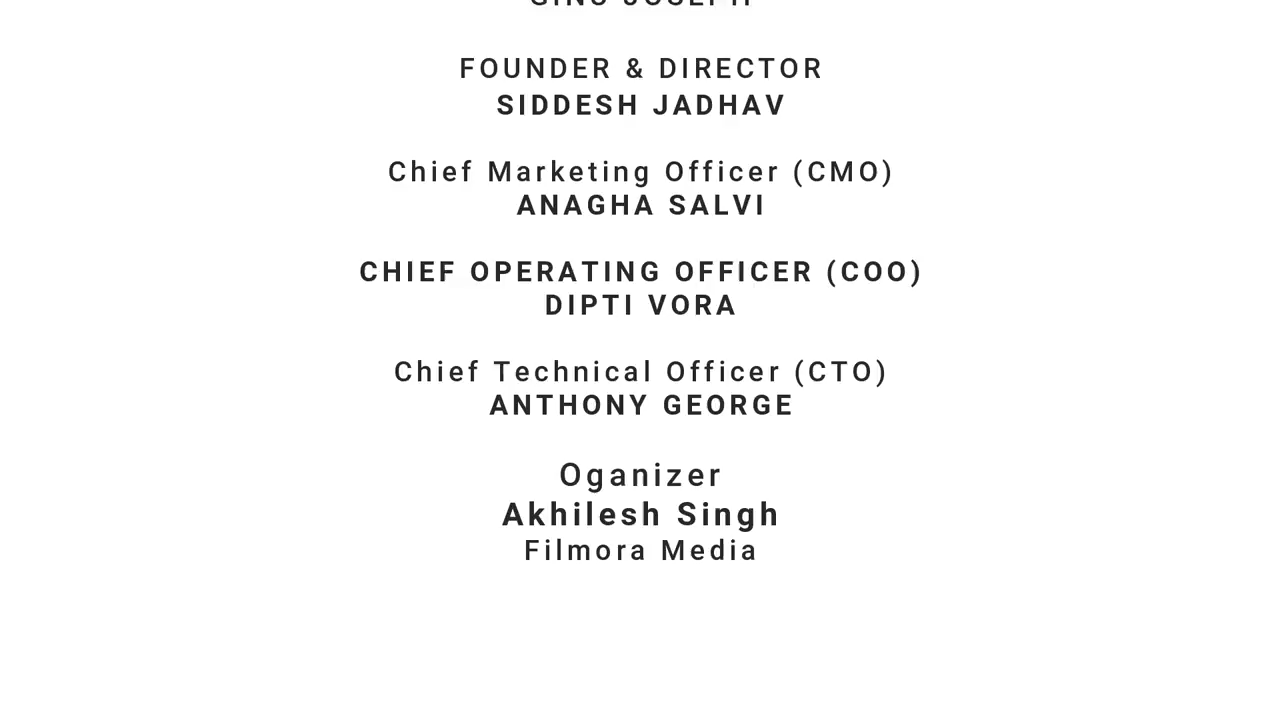 FOUNDER & DIRECTOR
SIDDESH JADHAV
Chief Marketing Officer (CMO)
ANAGHA SALVI
CHIEF OPERATING OFFICER (COO)
DIPTI VORA
Chief Technical Officer (CTO)
ANTHONY GEORGE
Oganizer
Akhilesh Singh
Filmora Media